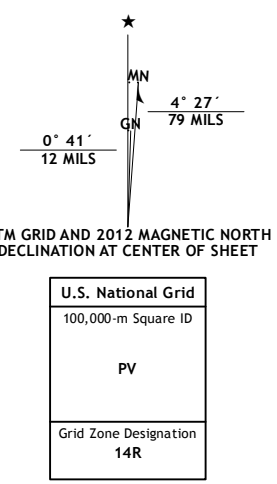 ★
MN
GN
4° 27´
79 MILS
0° 41´
12 MILS
TM GRID AND 2012 MAGNETIC NORTH
DECLINATION AT CENTER OF SHEET
U.S. National Grid
100,000-m Square ID
PV
Grid Zone Designation
14R